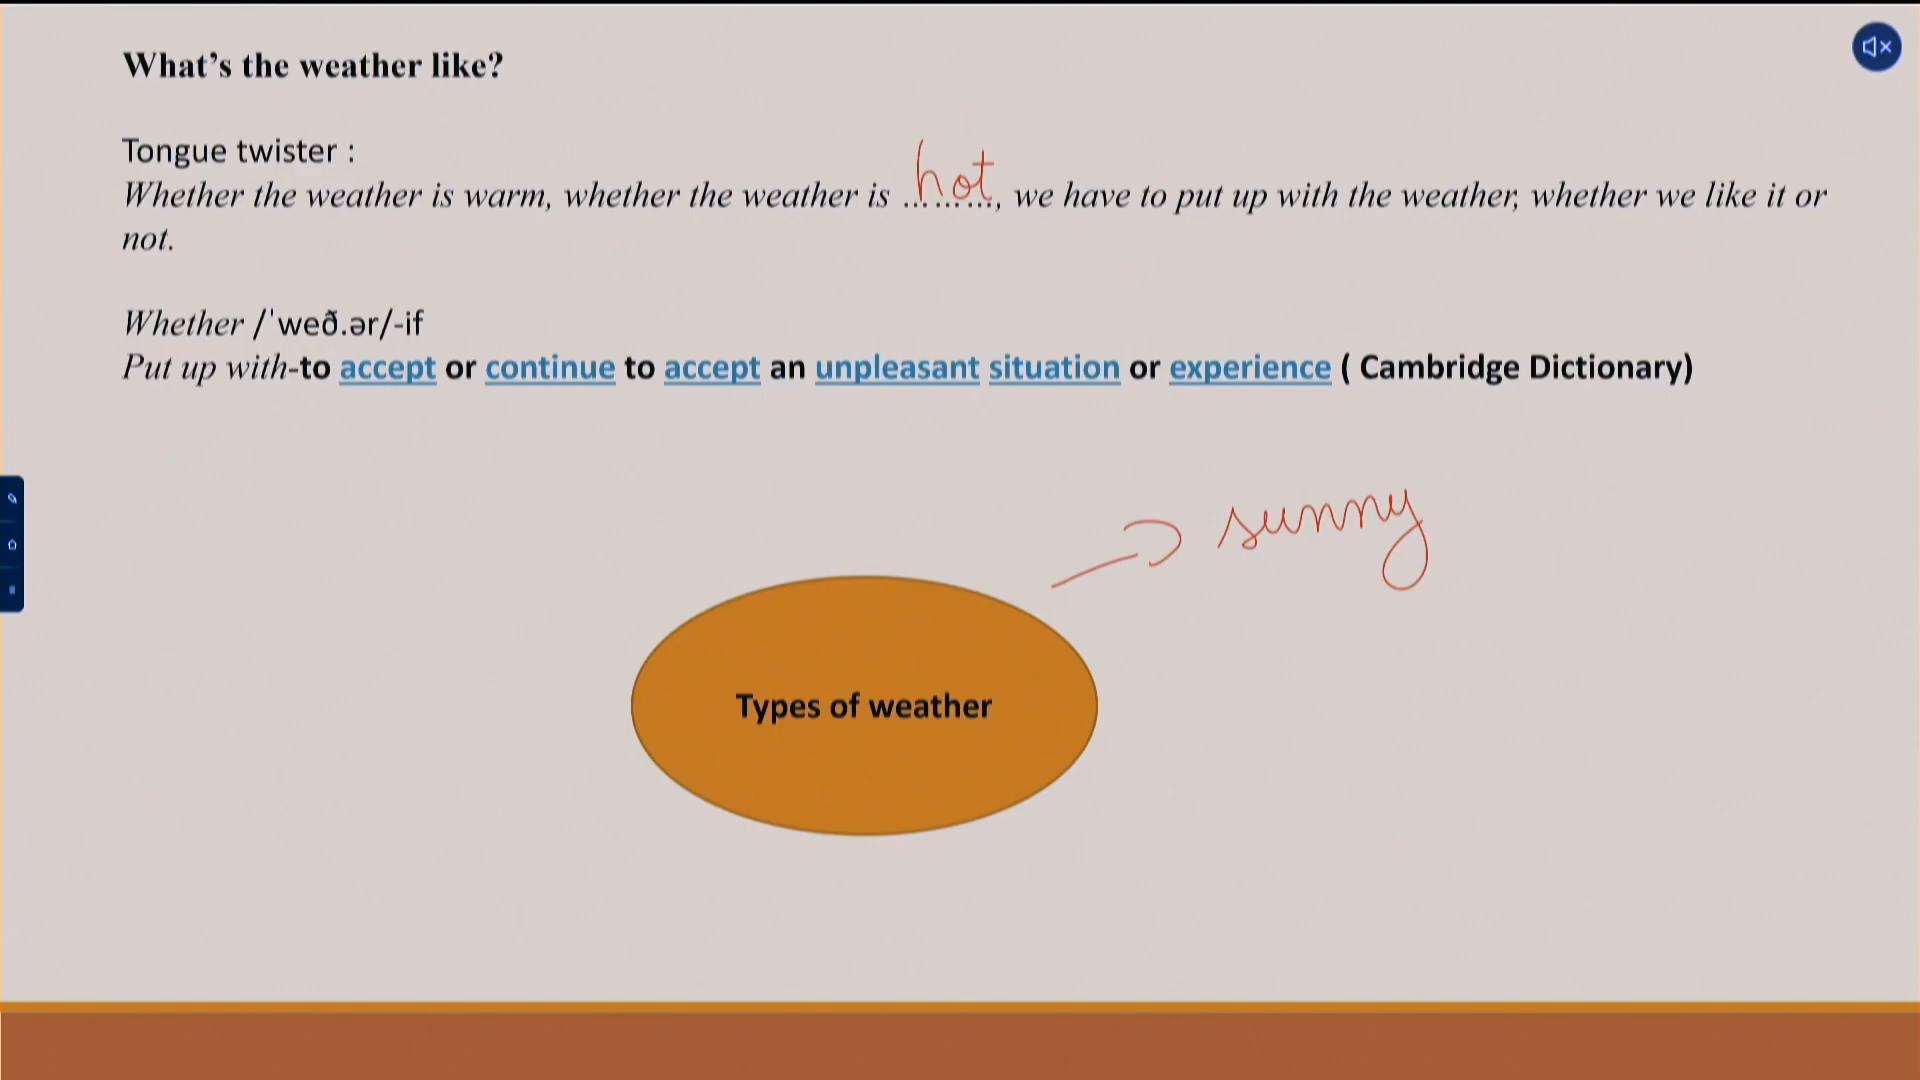 What's the weather like?
Tongue twister :
Whether the weather is warm, whether the weather is ...hot..., we have to put up with the weather, whether we like it or
not.
Whether /ˈweð.ər/-if
Put up with-to accept or continue to accept an unpleasant situation or experience ( Cambridge Dictionary)
sunny
Types of weather